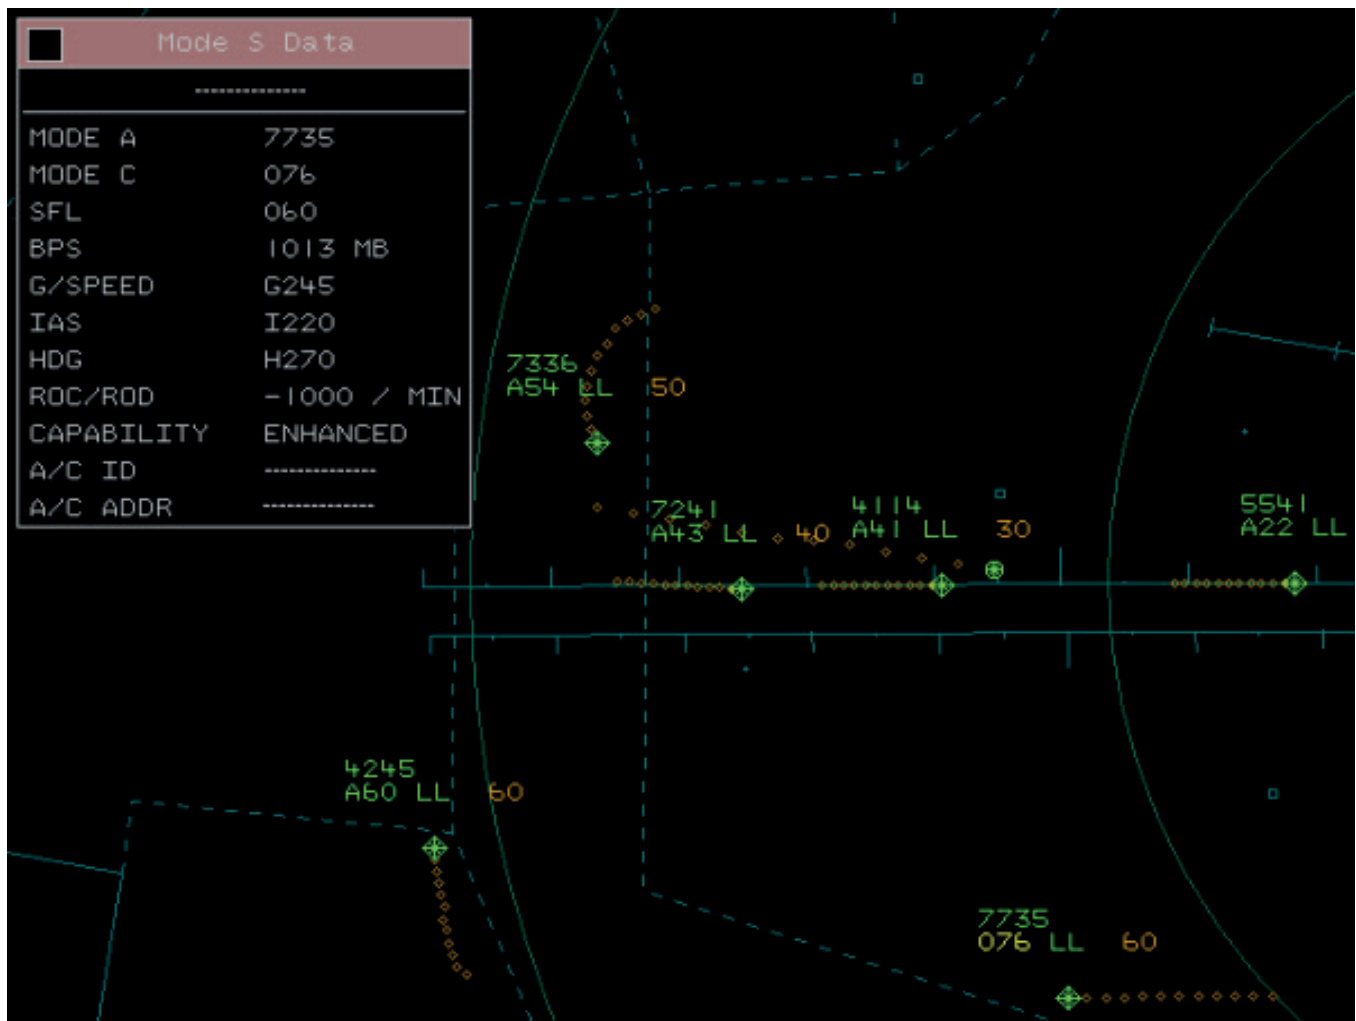 Mode S Data
--------------
MODE A 7735
MODE C 076
SFL 060
BPS 1013 MB
G/SPEED G245
IAS I220
HDG H270
ROC/ROD -1000 / MIN
CAPABILITY ENHANCED
A/C ID --------------
A/C ADDR --------------
7336
A54 LL 50
7241
A43 LL 40
4114
A41 LL 30
5541
A22 LL
4245
A60 LL 60
7735
076 LL 60